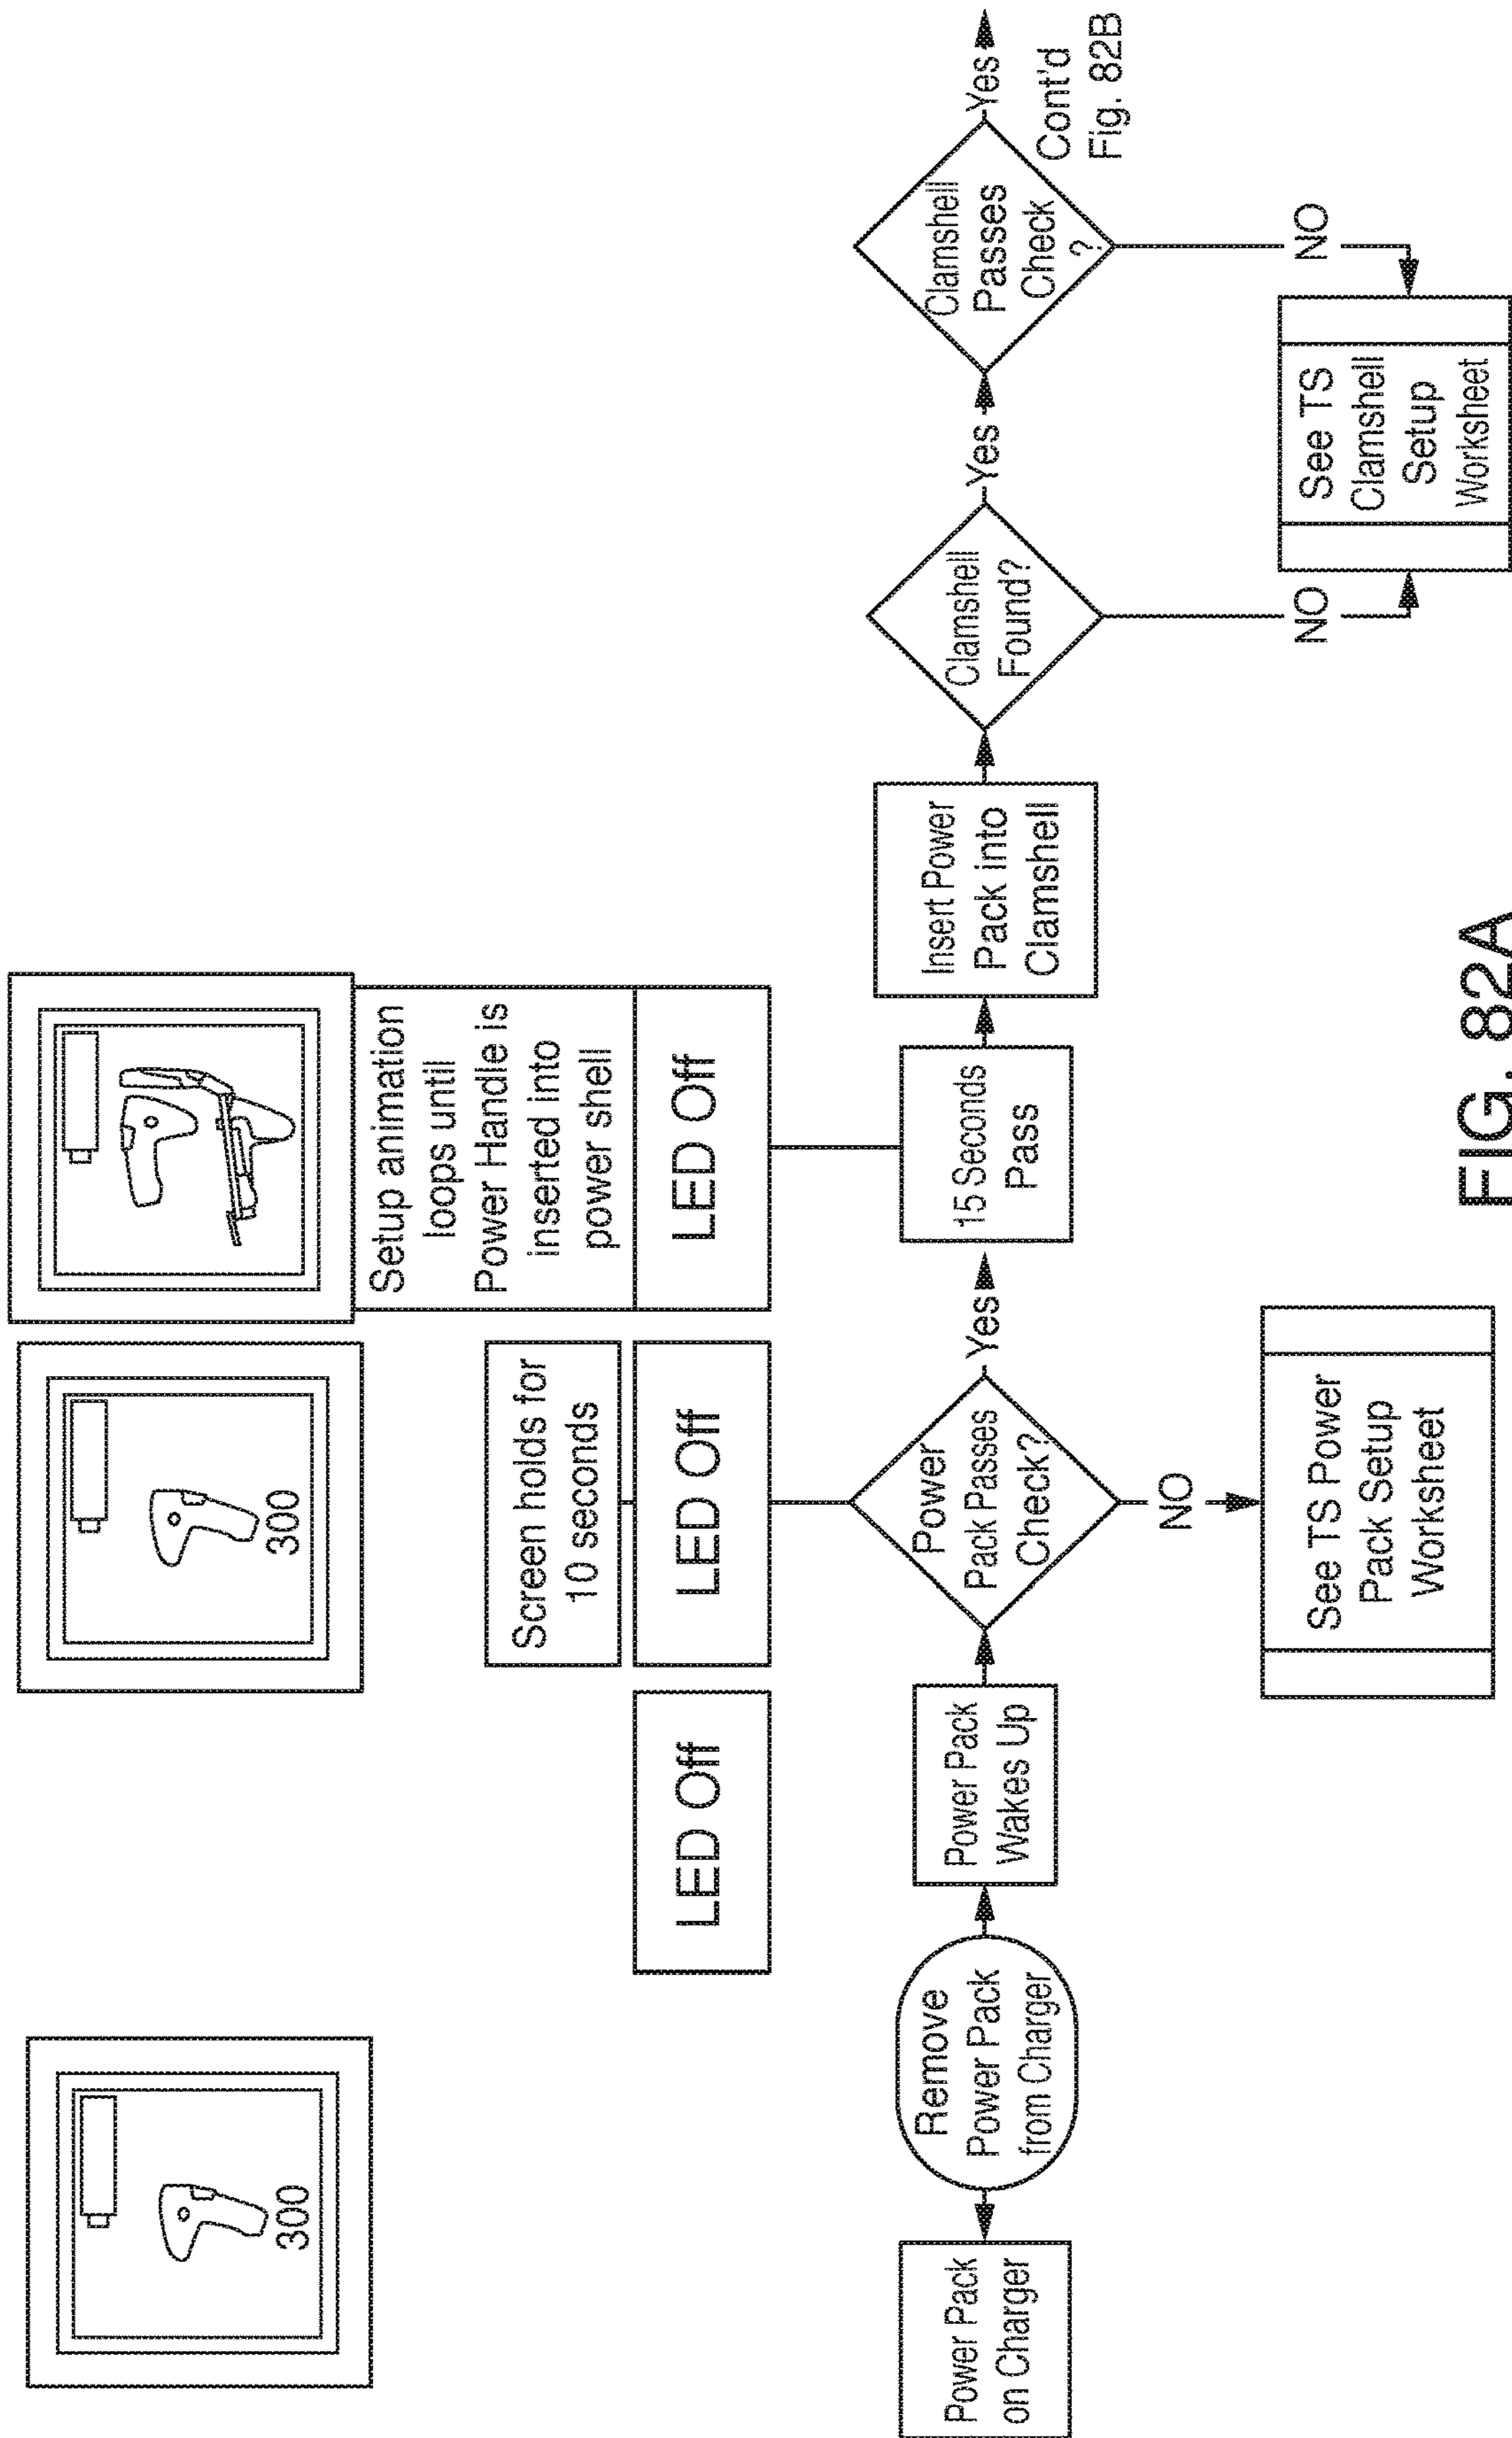 300
300
LED Off
Screen holds for
10 seconds
LED Off
Setup animation
loops until
Power Handle is
inserted into
power shell
LED Off
Power Pack
on Charger
Remove
Power Pack
from Charger
Power Pack
Wakes Up
Power
Pack Passes
Check?
Yes
NO
See TS Power
Pack Setup
Worksheet
15 Seconds
Pass
Insert Power
Pack into
Clamshell
Clamshell
Found?
Yes
NO
Clamshell
Passes
Check
?
Yes
Cont'd
Fig. 82B
NO
See TS
Clamshell
Setup
Worksheet
FIG. 82A